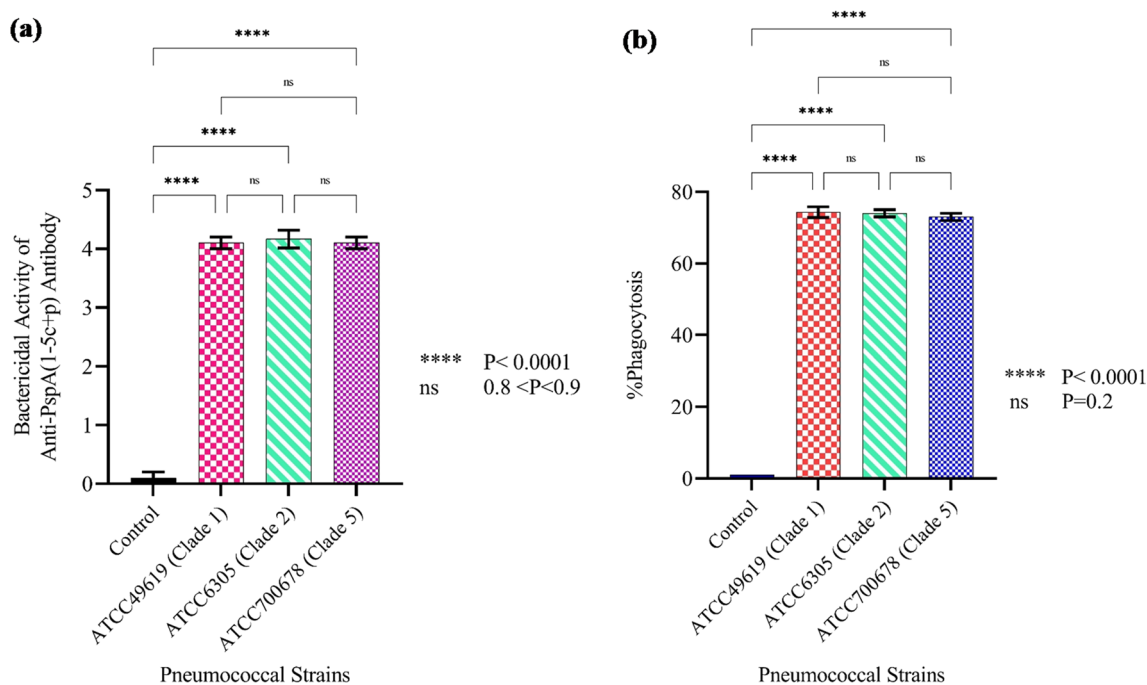 (a)
****
ns
****
****
ns
ns
5
4
3
2
1
0
Bactericidal Activity of
Anti-PspA(1-5c+p) Antibody
**** P< 0.0001
ns 0.8 <P<0.9
Control
ATCC49619 (Clade 1)
ATCC6305 (Clade 2)
ATCC700678 (Clade 5)
Pneumococcal Strains
(b)
****
ns
****
****
ns
ns
80
60
40
20
0
%Phagocytosis
**** P< 0.0001
ns P=0.2
Control
ATCC49619 (Clade 1)
ATCC6305 (Clade 2)
ATCC700678 (Clade 5)
Pneumococcal Strains